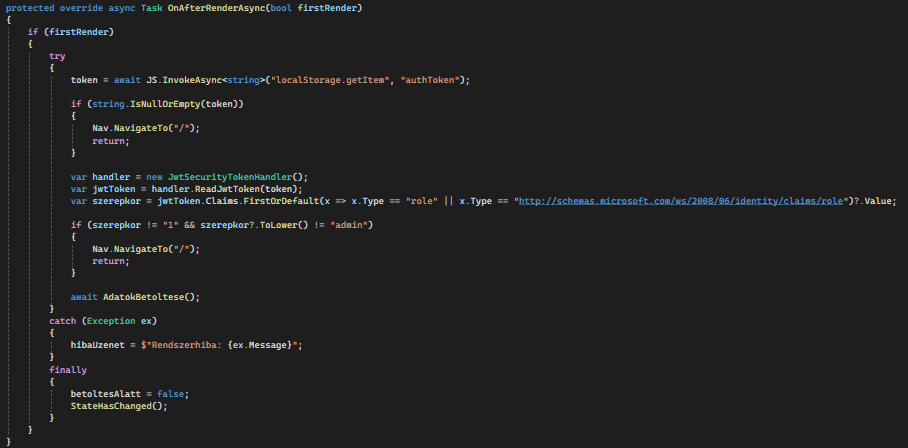 protected override async Task OnAfterRenderAsync(bool firstRender)
{
    if (firstRender)
    {
        try
        {
            token = await JS.InvokeAsync<string>("localStorage.getItem", "authToken");

            if (string.IsNullOrEmpty(token))
            {
                Nav.NavigateTo("/");
                return;
            }

            var handler = new JwtSecurityTokenHandler();
            var jwtToken = handler.ReadJwtToken(token);
            var szerepkor = jwtToken.Claims.FirstOrDefault(x => x.Type == "role" || x.Type == "http://schemas.microsoft.com/ws/2008/06/identity/claims/role")?.Value;

            if (szerepkor != "1" && szerepkor?.ToLower() != "admin")
            {
                Nav.NavigateTo("/");
                return;
            }

            await AdatokBetoltese();
        }
        catch (Exception ex)
        {
            hibaUzenet = $"Rendszerhiba: {ex.Message}";
        }
        finally
        {
            betoltesAlatt = false;
            StateHasChanged();
        }
    }
}